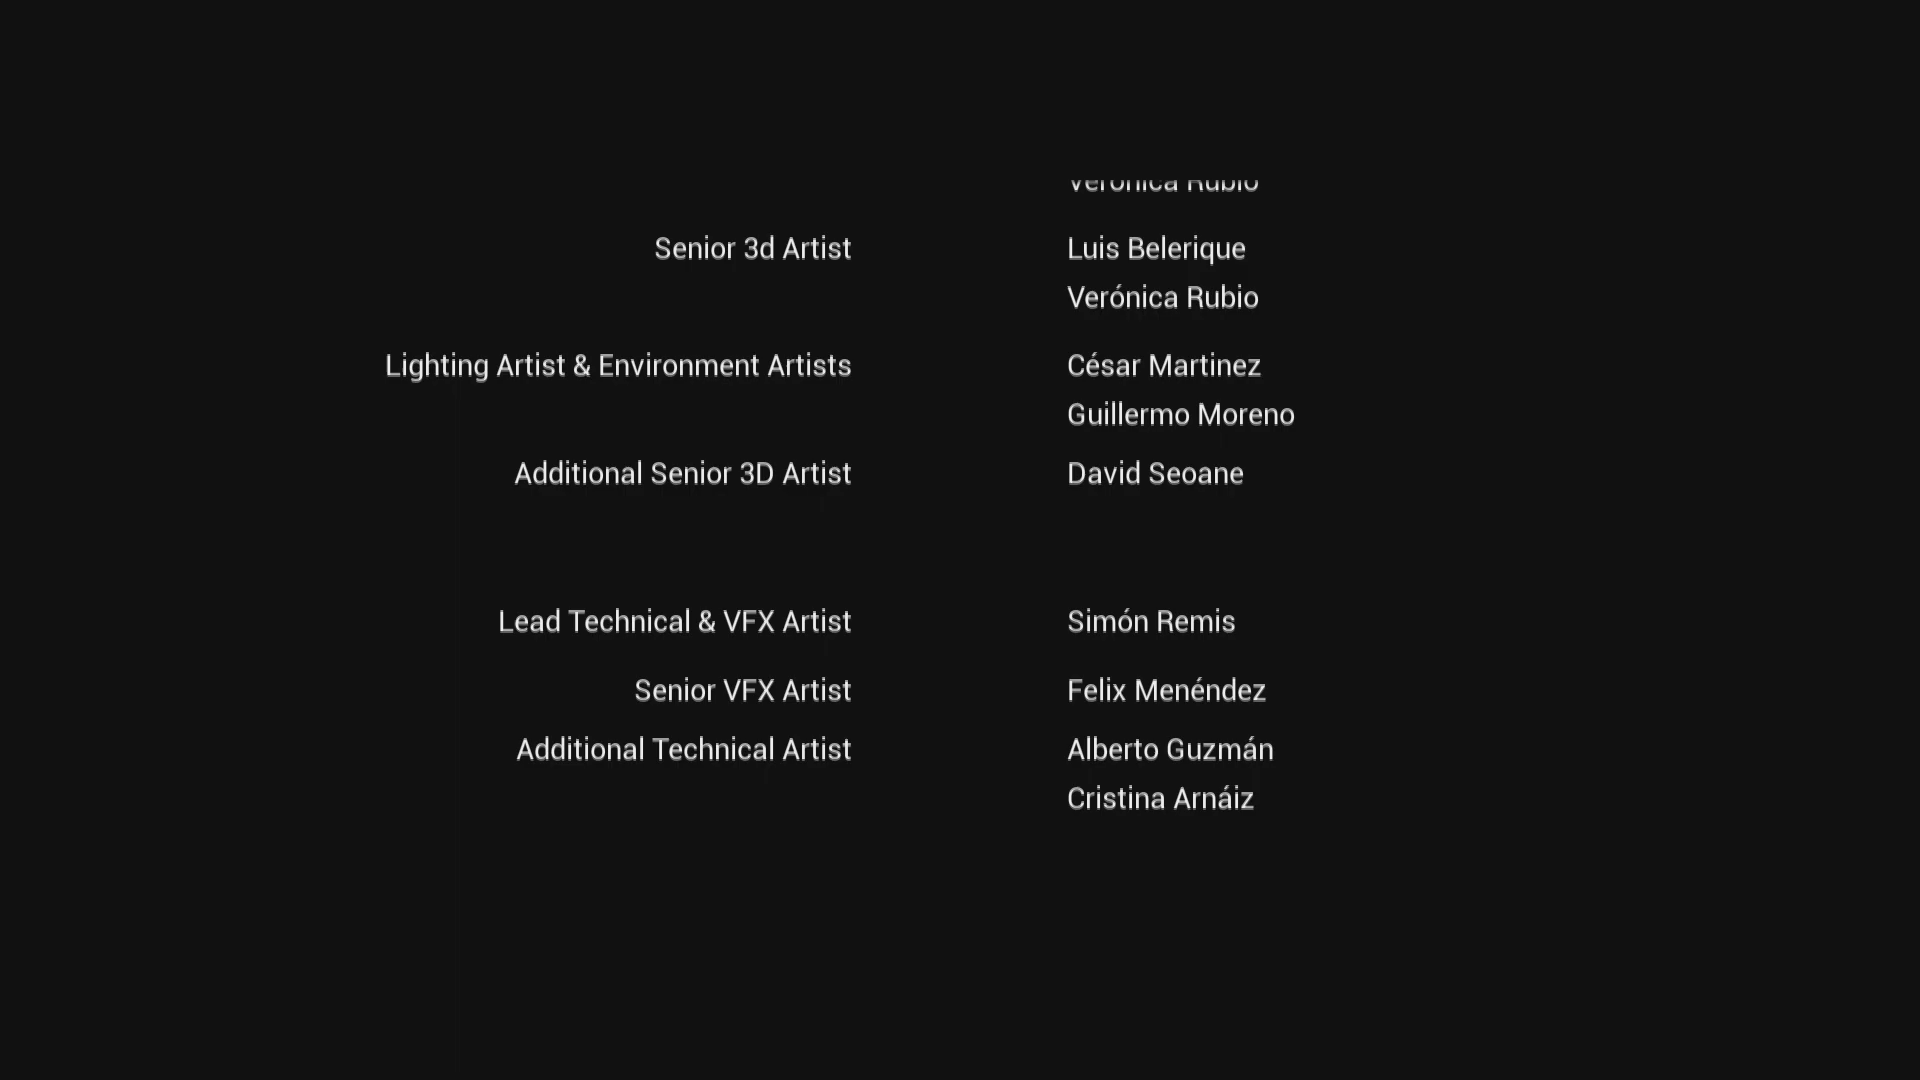 Verónica Rubio
Senior 3d Artist Luis Belerique
Verónica Rubio
Lighting Artist & Environment Artists César Martinez
Guillermo Moreno
Additional Senior 3D Artist David Seoane
Lead Technical & VFX Artist Simón Remis
Senior VFX Artist Felix Menéndez
Additional Technical Artist Alberto Guzmán
Cristina Arnáiz